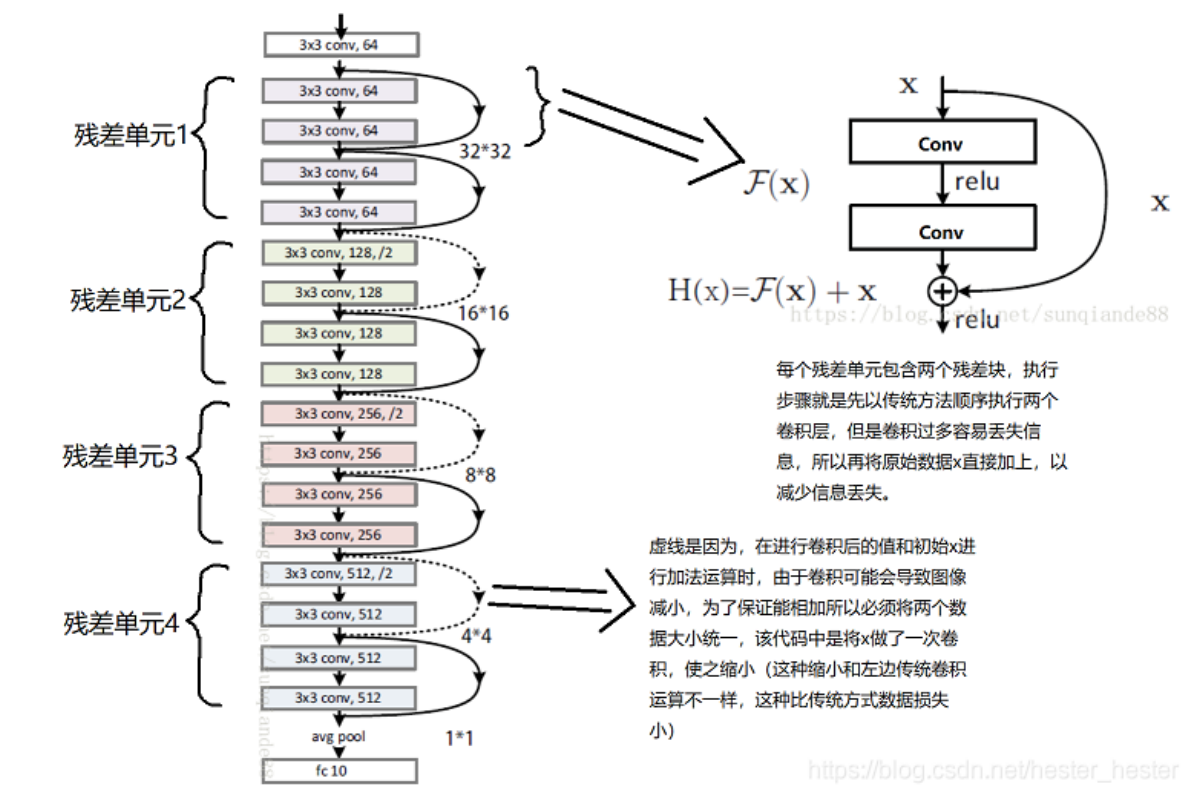 3x3 conv, 64
残差单元1
3x3 conv, 64
3x3 conv, 64
32*32
3x3 conv, 64
3x3 conv, 64
残差单元2
3x3 conv, 128, /2
3x3 conv, 128
16*16
3x3 conv, 128
3x3 conv, 128
残差单元3
3x3 conv, 256, /2
3x3 conv, 256
8*8
3x3 conv, 256
3x3 conv, 256
残差单元4
3x3 conv, 512, /2
3x3 conv, 512
4*4
3x3 conv, 512
3x3 conv, 512
avg pool
1*1
fc 10
x
Conv
relu
F(x)
x
Conv
H(x)=F(x) + x
relu
https://blog.csdn.net/sunqiande88
每个残差单元包含两个残差块，执行
步骤就是先以传统方法顺序执行两个
卷积层，但是卷积过多容易丢失信
息，所以再将原始数据x直接加上，以
减少信息丢失。
虚线是因为，在进行卷积后的值和初始x进
行加法运算时，由于卷积可能会导致图像
减小，为了保证能相加所以必须将两个数
据大小统一，该代码中是将x做了一次卷
积，使之缩小（这种缩小和左边传统卷积
运算不一样，这种比传统方式数据损失
小）
https://blog.csdn.net/hester_hester